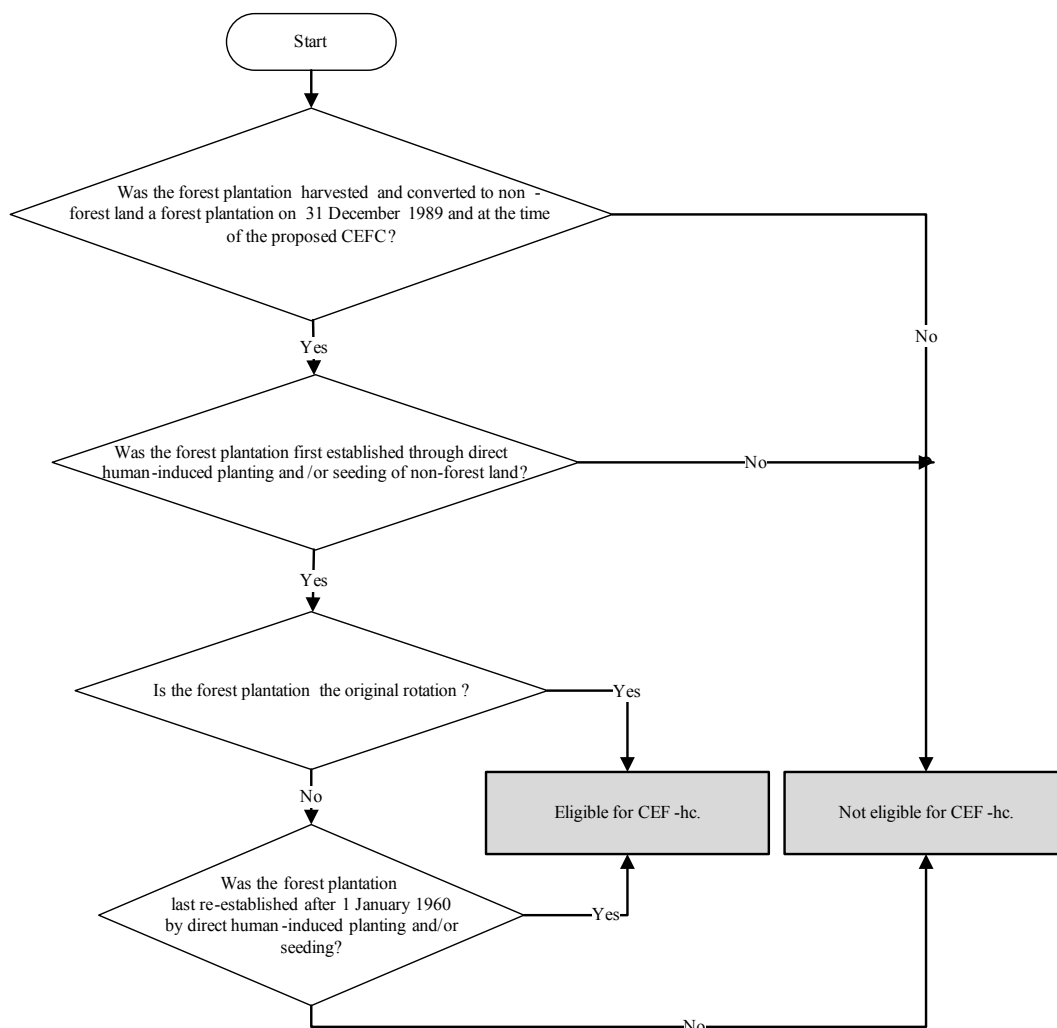 Start
Was the forest plantation harvested and converted to non -
forest land a forest plantation on 31 December 1989 and at the time
of the proposed CEFC?
No
Yes
Was the forest plantation first established through direct
human-induced planting and /or seeding of non-forest land?
No
Yes
Is the forest plantation the original rotation ?
Yes
No
Eligible for CEF -hc.
Not eligible for CEF -hc.
Was the forest plantation
last re-established after 1 January 1960
by direct human -induced planting and/or
seeding?
Yes
No